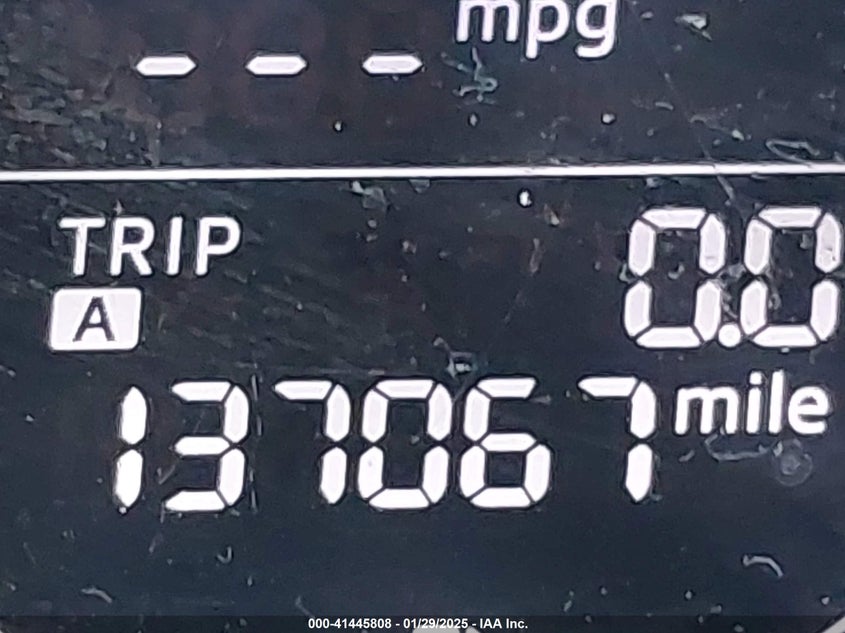 --- mpg
TRIP 0.0
A
137067 mile
000-41445808 - 01/29/2025 - IAA Inc.